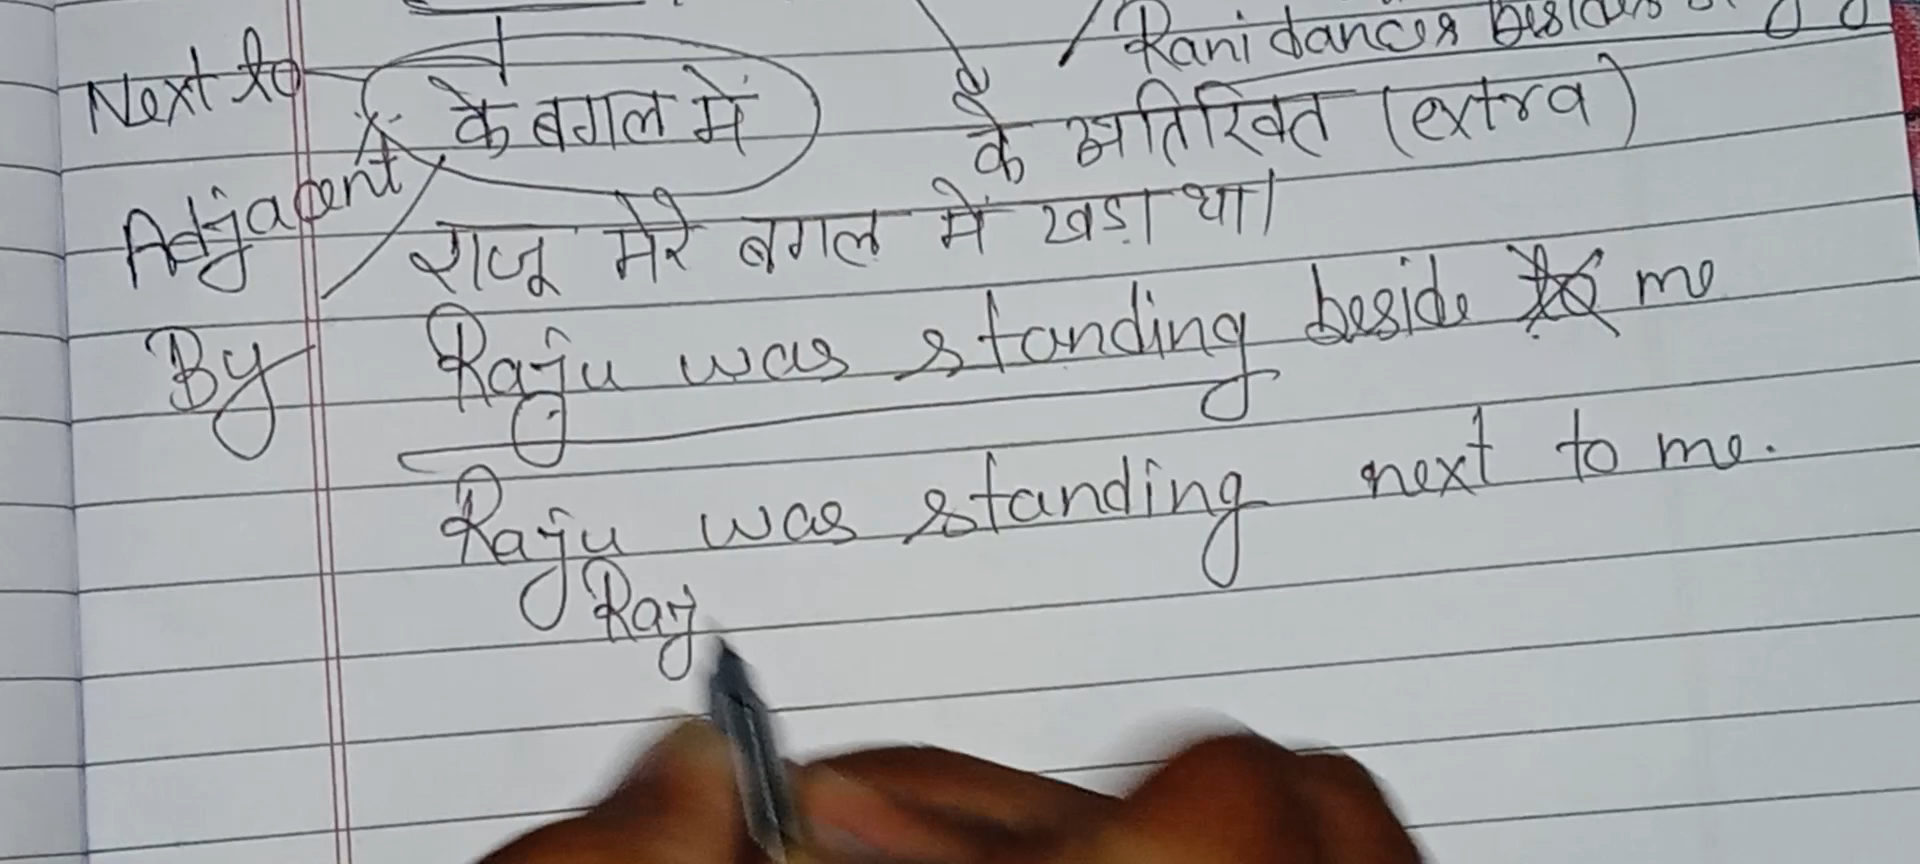 Rani dances
Next to के बगल में के अतिरिक्त (extra)
Adjacent राजू मेरे बगल में खड़ा था।
By Raju was standing beside me
Raju was standing next to me.
Raj